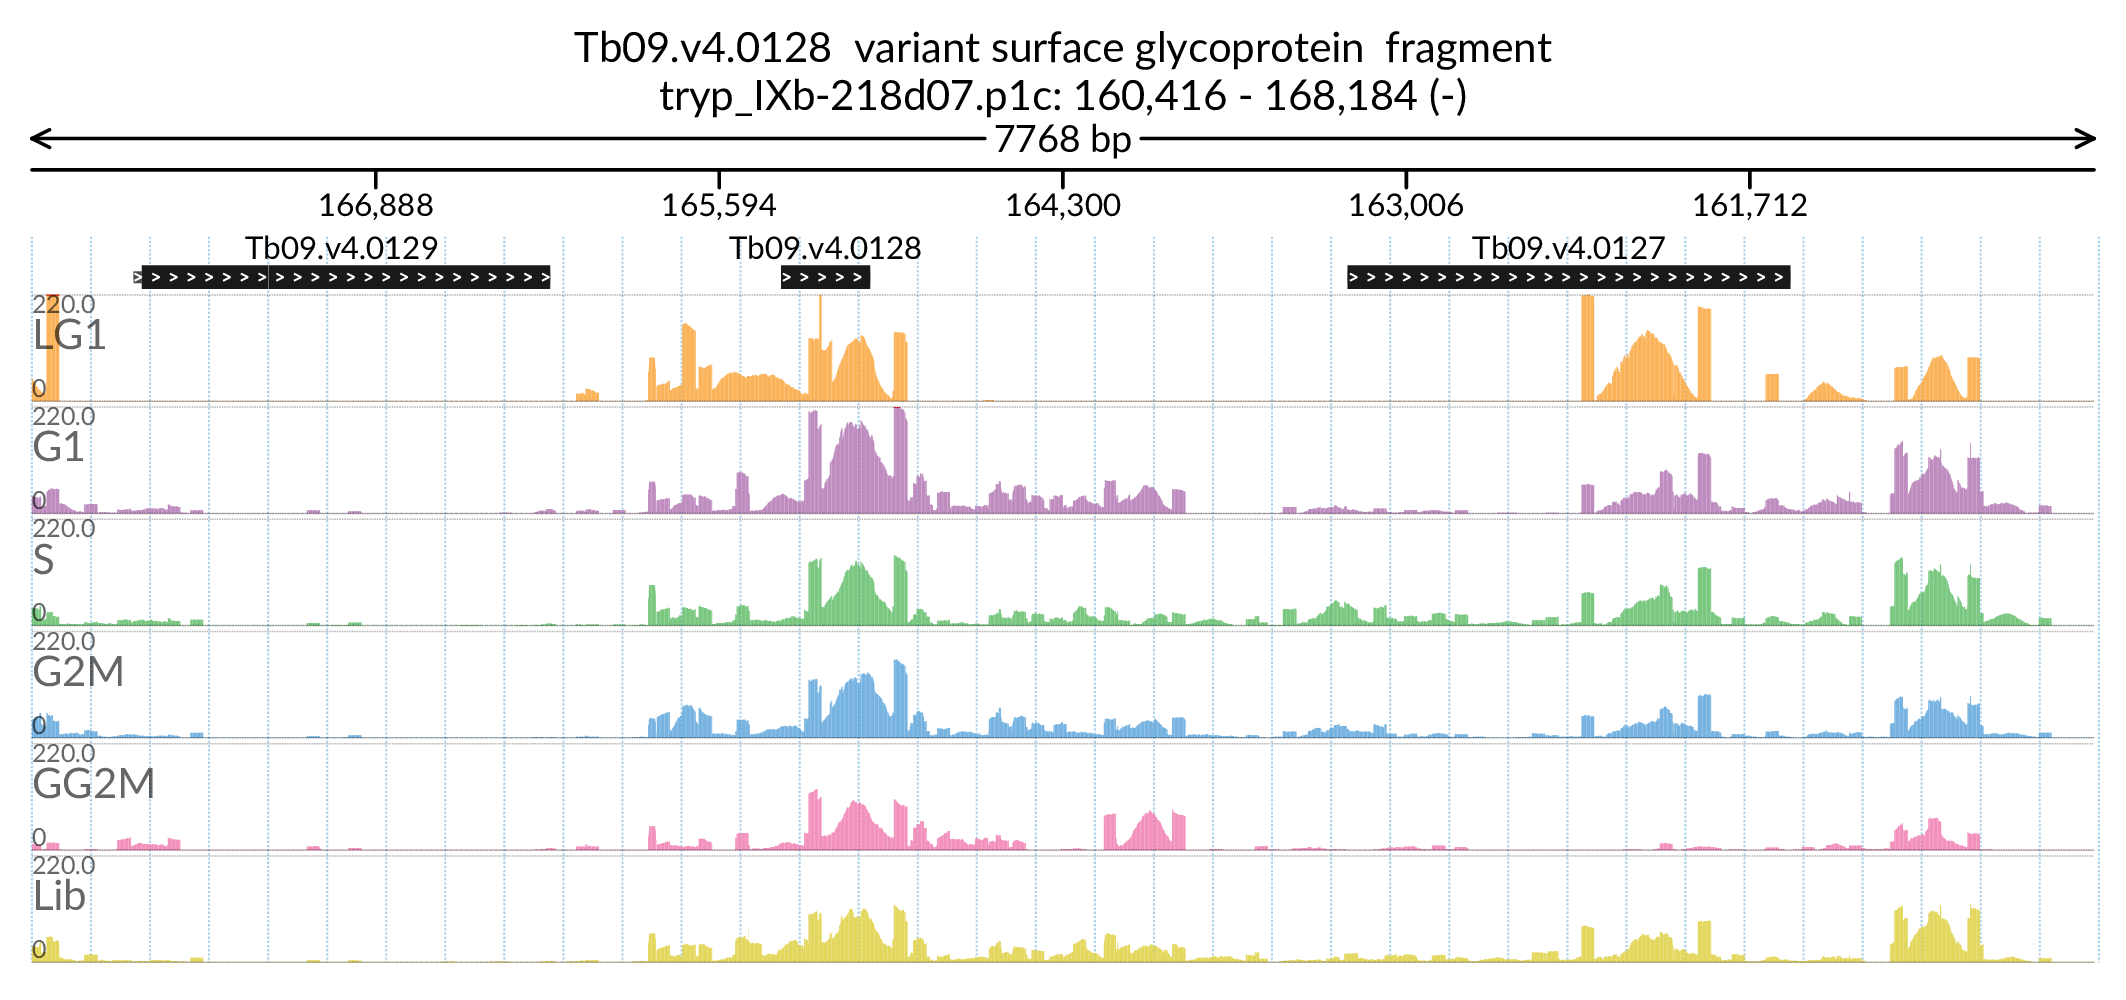 Tb09.v4.0128 variant surface glycoprotein fragment
tryp_IXb-218d07.p1c: 160,416 - 168,184 (-)
7768 bp
166,888 165,594 164,300 163,006 161,712
Tb09.v4.0129 Tb09.v4.0128 Tb09.v4.0127
220.0
LG1
0
220.0
G1
0
220.0
S
0
220.0
G2M
0
220.0
GG2M
0
220.0
Lib
0